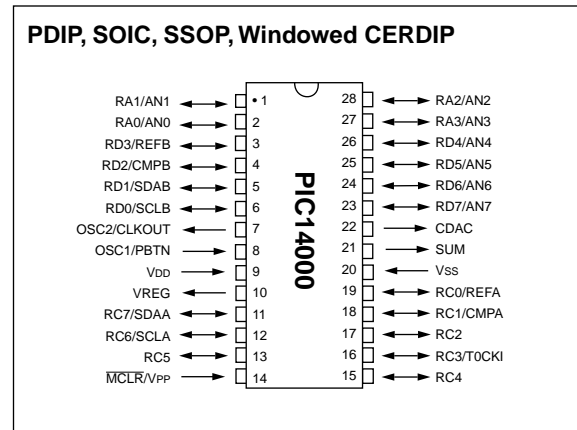 PDIP, SOIC, SSOP, Windowed CERDIP
RA1/AN1 • 1 28 RA2/AN2
RA0/AN0 2 27 RA3/AN3
RD3/REFB 3 26 RD4/AN4
RD2/CMPB 4 25 RD5/AN5
RD1/SDAB 5 24 RD6/AN6
RD0/SCLB 6 23 RD7/AN7
OSC2/CLKOUT 7 22 CDAC
OSC1/PBTN 8 21 SUM
VDD 9 20 VSS
VREG 10 19 RC0/REFA
RC7/SDAA 11 18 RC1/CMPA
RC6/SCLA 12 17 RC2
RC5 13 16 RC3/T0CKI
MCLR/VPP 14 15 RC4
PIC14000